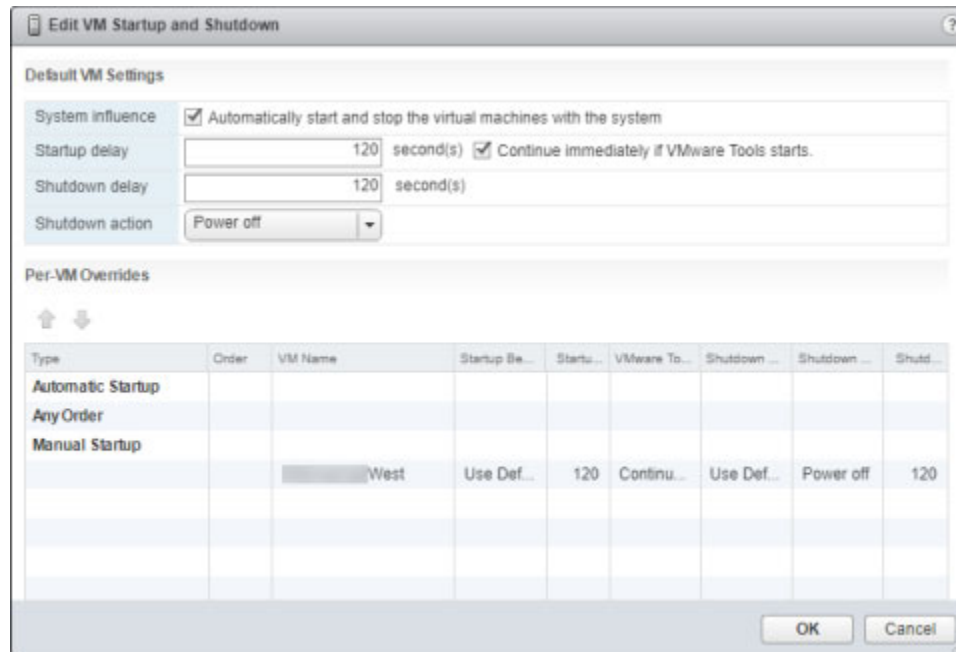 Edit VM Startup and Shutdown ?
Default VM Settings
System influence Automatically start and stop the virtual machines with the system
Startup delay 120 second(s) Continue immediately if VMware Tools starts.
Shutdown delay 120 second(s)
Shutdown action Power off
Per-VM Overrides
Type Order VM Name Startup Be... Startu... VMware To... Shutdown ... Shutdown ... Shutd...
Automatic Startup
Any Order
Manual Startup
West Use Def... 120 Continu... Use Def... Power off 120
OK Cancel